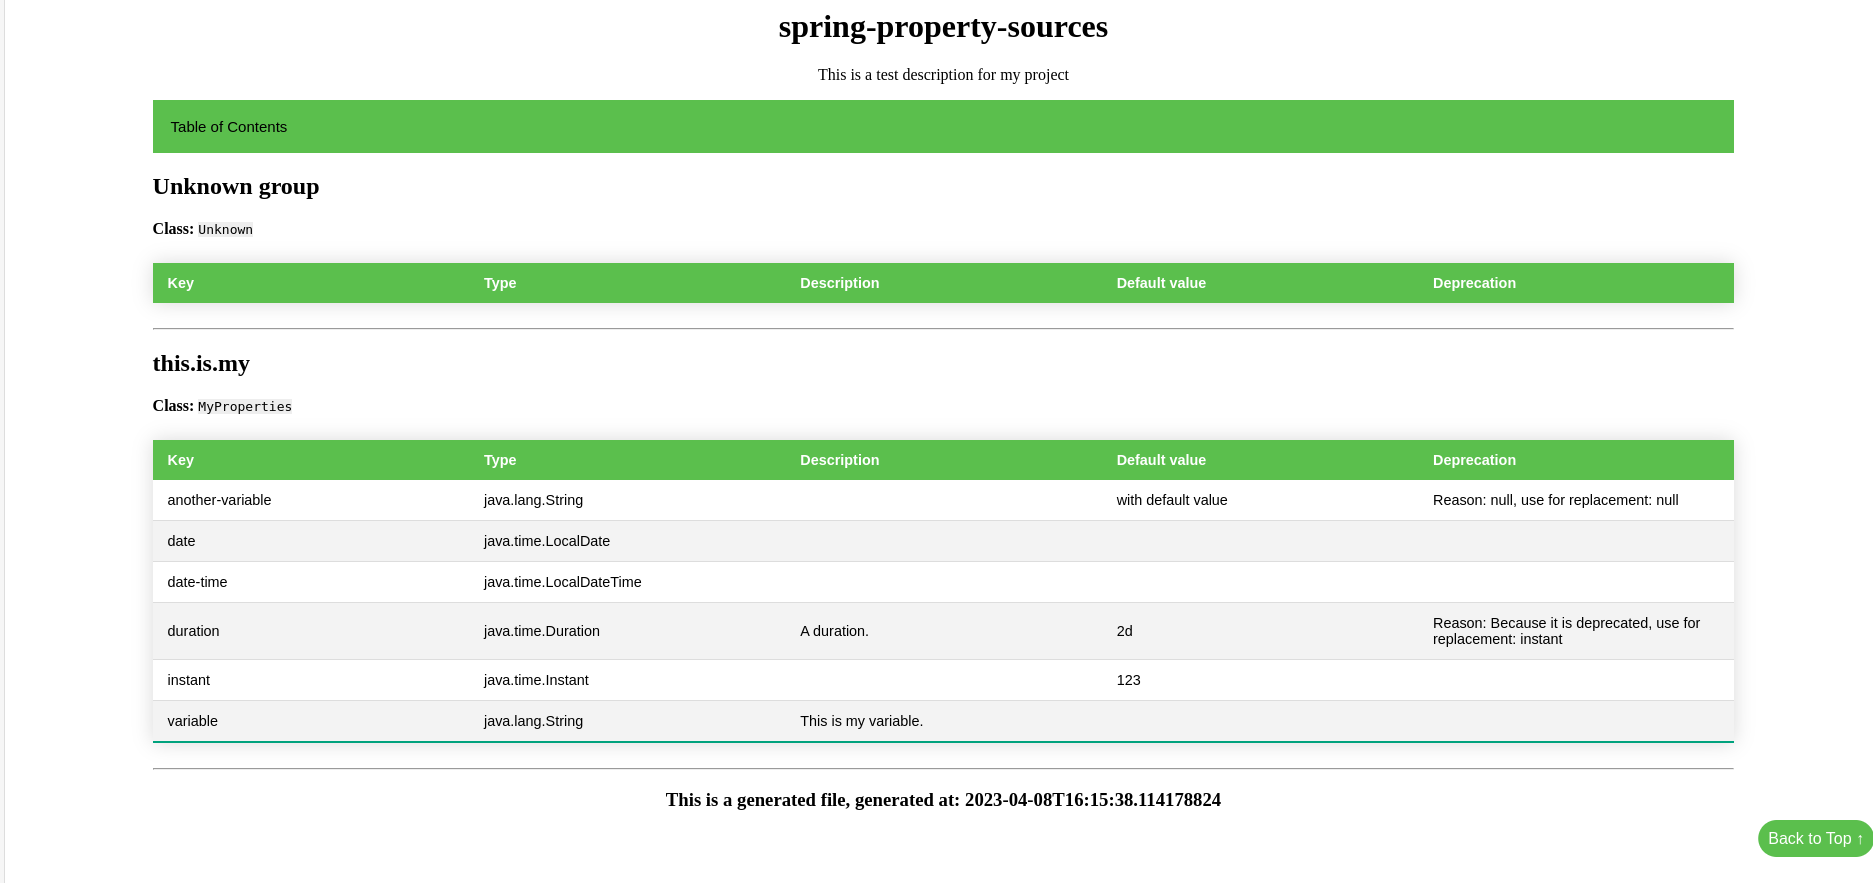 spring-property-sources
This is a test description for my project
Table of Contents
Unknown group
Class: Unknown
Key Type Description Default value Deprecation
this.is.my
Class: MyProperties
Key Type Description Default value Deprecation
another-variable java.lang.String with default value Reason: null, use for replacement: null
date java.time.LocalDate
date-time java.time.LocalDateTime
duration java.time.Duration A duration. 2d Reason: Because it is deprecated, use for
replacement: instant
instant java.time.Instant 123
variable java.lang.String This is my variable.
This is a generated file, generated at: 2023-04-08T16:15:38.114178824
Back to Top ↑